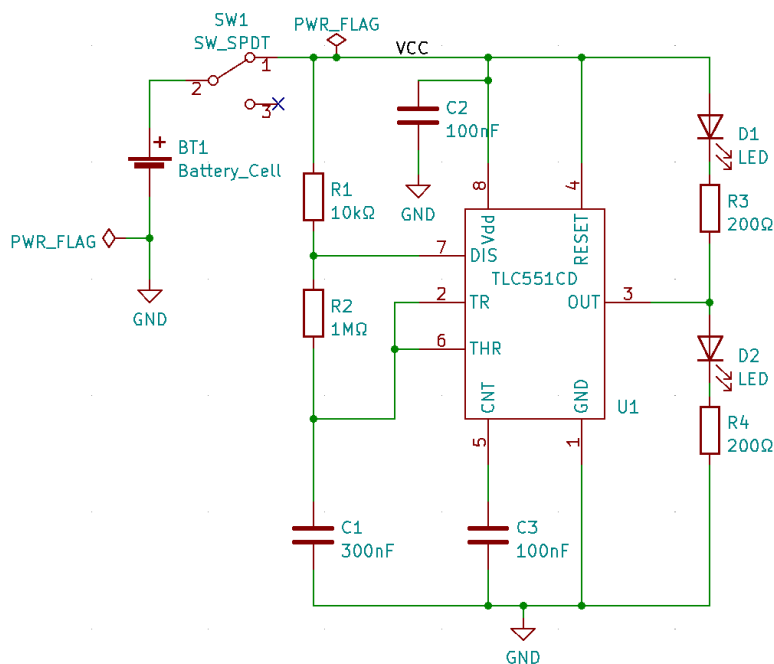 SW1
SW_SPDT
1
2
3
PWR_FLAG
VCC
C2
100nF
GND
D1
LED
BT1
Battery_Cell
R1
10kΩ
R3
200Ω
PWR_FLAG
GND
8
Vdd
4
RESET
7
DIS
TLC551CD
2
TR
OUT
3
R2
1MΩ
6
THR
CNT
GND
U1
5
1
D2
LED
R4
200Ω
C1
300nF
C3
100nF
GND